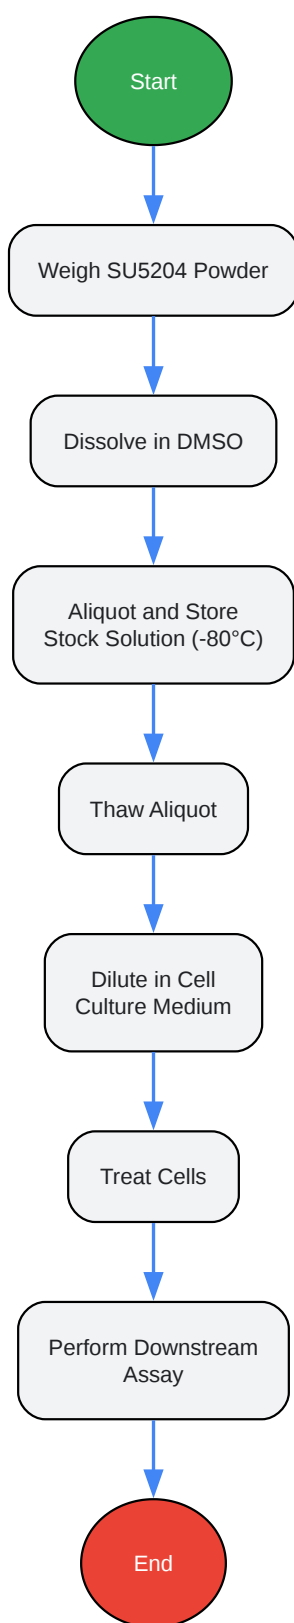 Start
Weigh SU5204 Powder
Dissolve in DMSO
Aliquot and Store
Stock Solution (-80°C)
Thaw Aliquot
Dilute in Cell
Culture Medium
Treat Cells
Perform Downstream
Assay
End